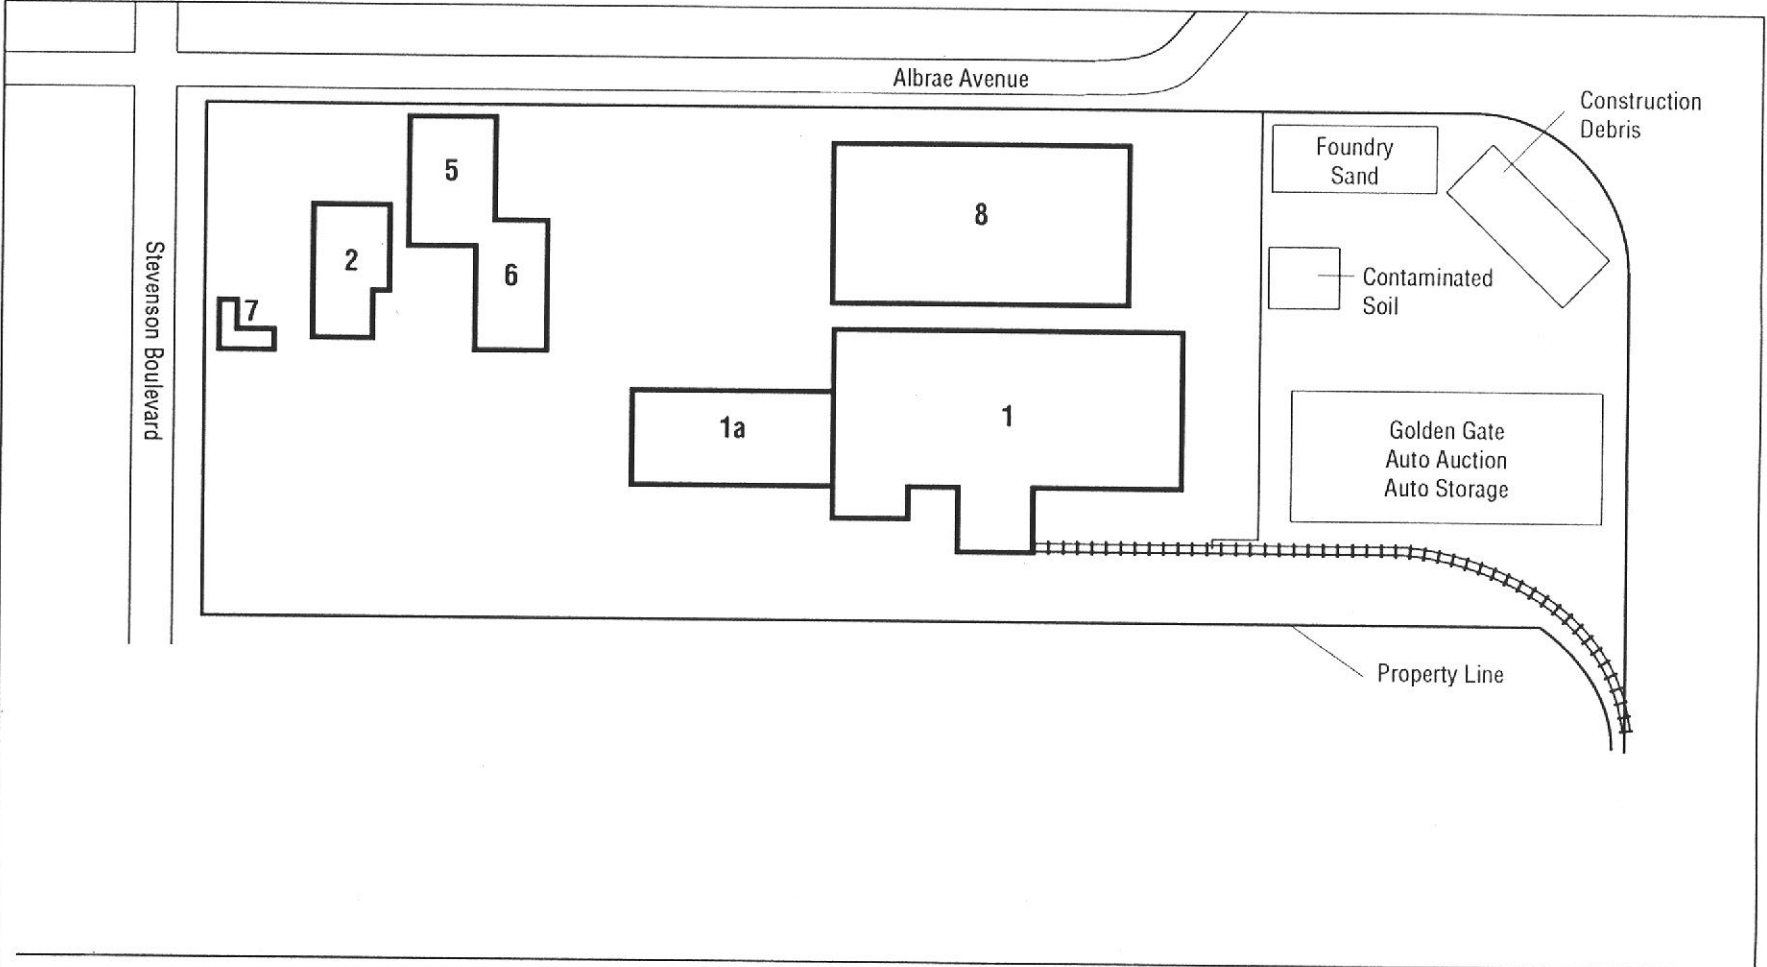 Albrae Avenue
Construction
Debris
Foundry
Sand
5
8
2
6
Contaminated
Soil
7
Stevenson Boulevard
1a
1
Golden Gate
Auto Auction
Auto Storage
Property Line